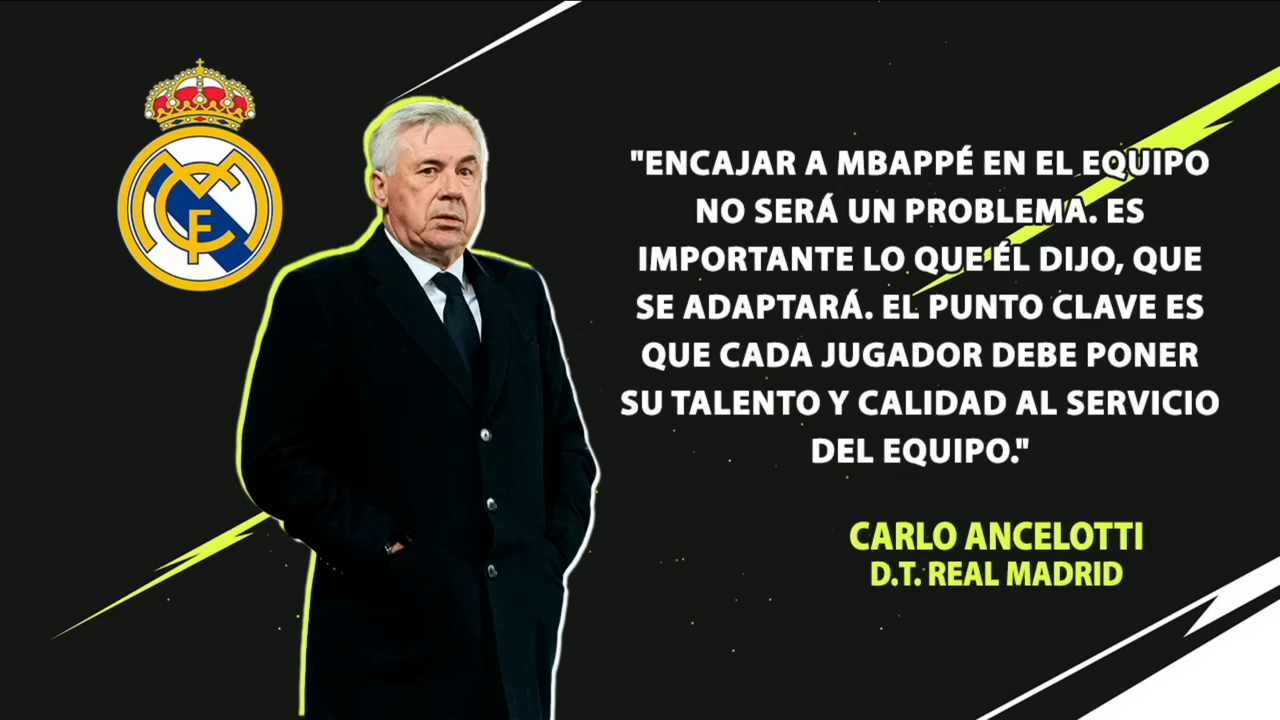 "ENCAJAR A MBAPPÉ EN EL EQUIPO
NO SERÁ UN PROBLEMA. ES
IMPORTANTE LO QUE ÉL DIJO, QUE
SE ADAPTARÁ. EL PUNTO CLAVE ES
QUE CADA JUGADOR DEBE PONER
SU TALENTO Y CALIDAD AL SERVICIO
DEL EQUIPO."
CARLO ANCELOTTI
D.T. REAL MADRID